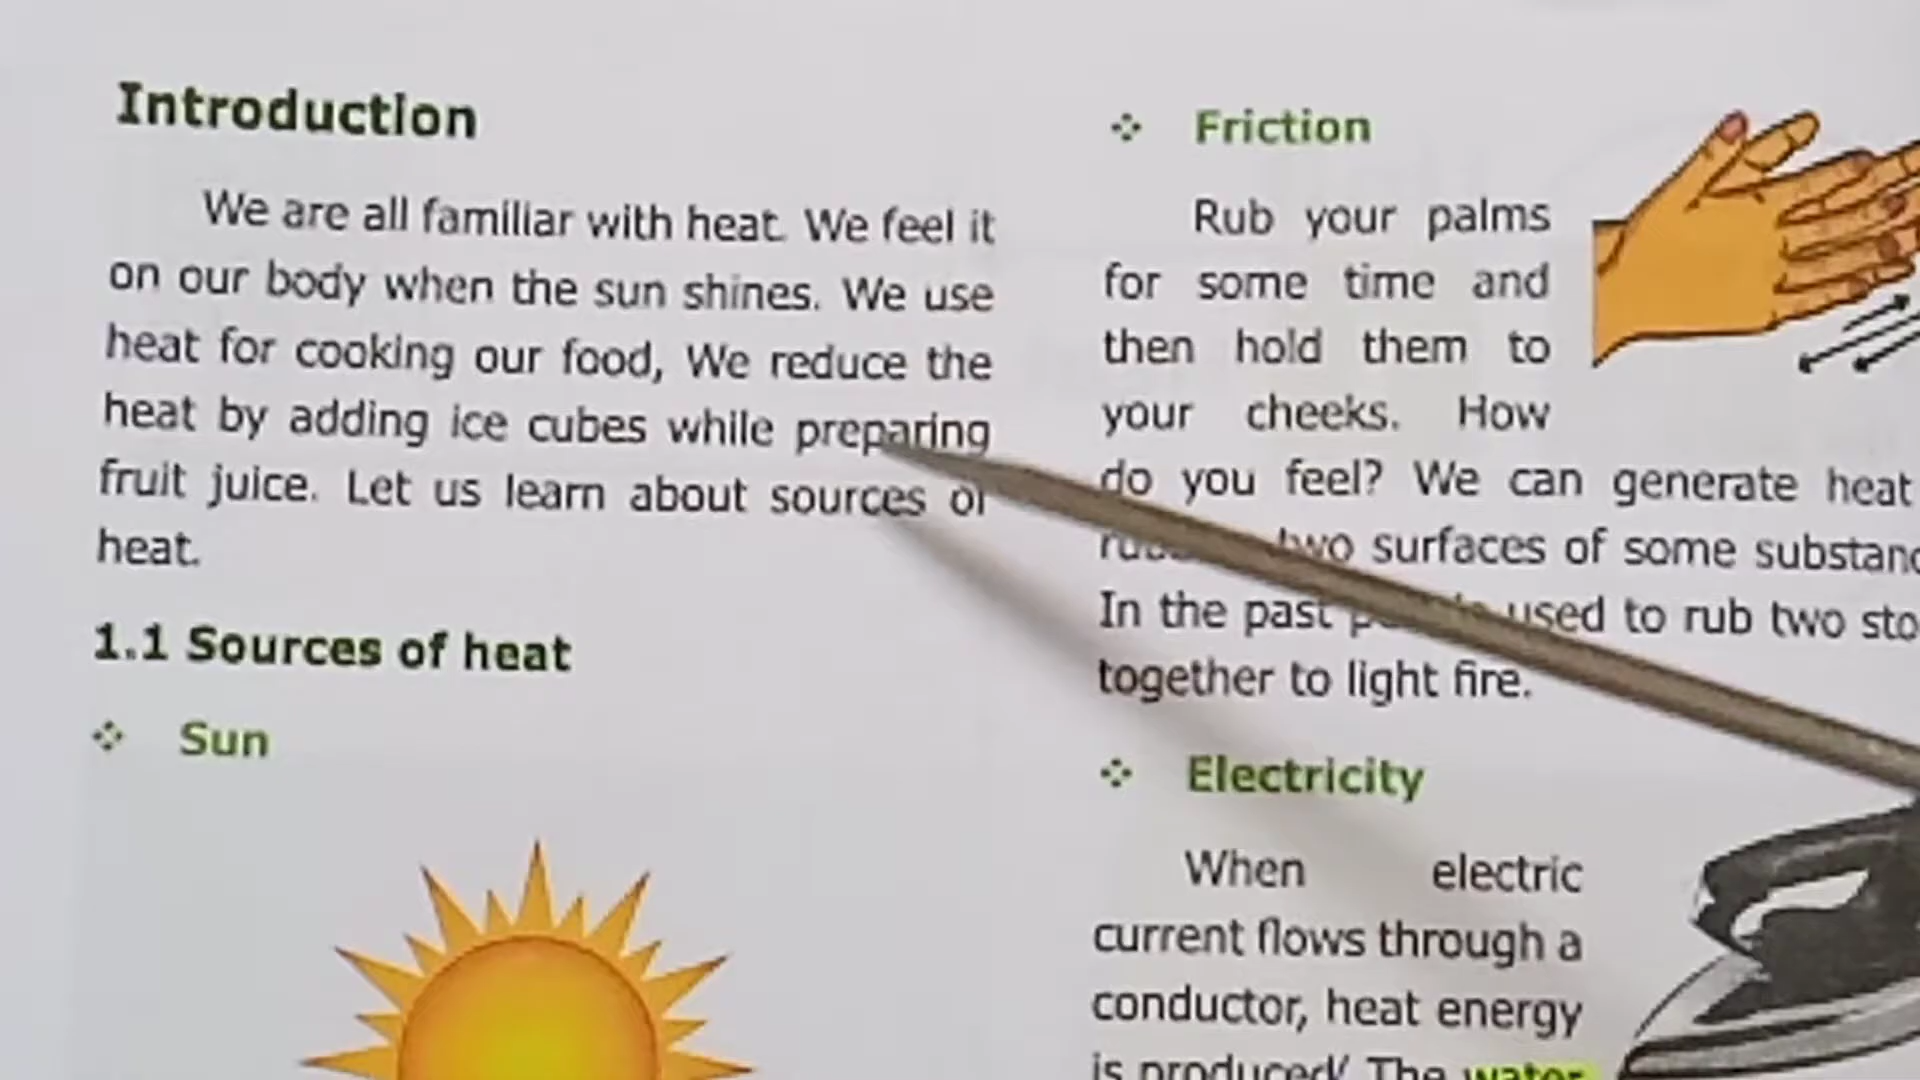 Introduction
We are all familiar with heat. We feel it
on our body when the sun shines. We use
heat for cooking our food, We reduce the
heat by adding ice cubes while preparing
fruit juice. Let us learn about sources of
heat.
1.1 Sources of heat
❖ Sun
❖ Friction
Rub your palms
for some time and
then hold them to
your cheeks. How
do you feel? We can generate heat
two surfaces of some
In the past used to rub two
together to light fire.
❖ Electricity
When electric
current flows through a
conductor, heat energy
is produced. The water